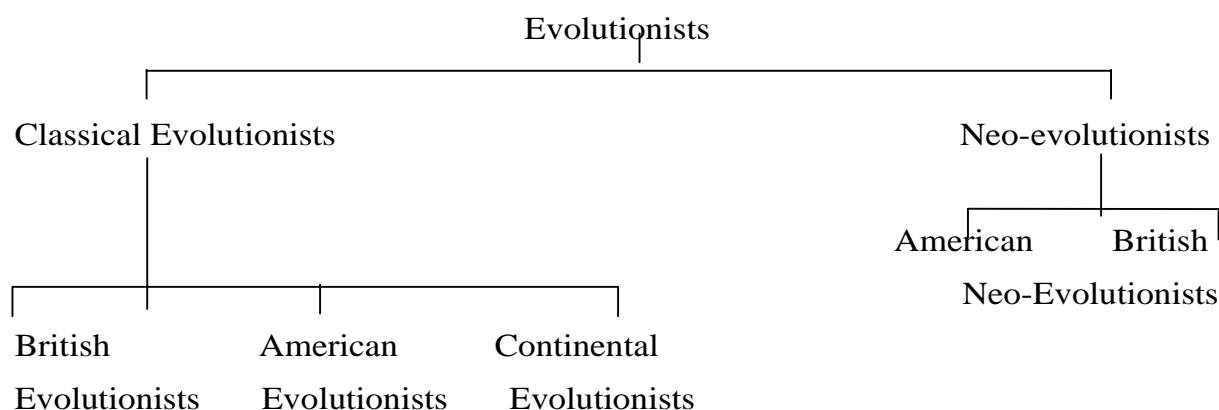 Evolutionists
Classical Evolutionists Neo-evolutionists
American British
Neo-Evolutionists
British American Continental
Evolutionists Evolutionists Evolutionists